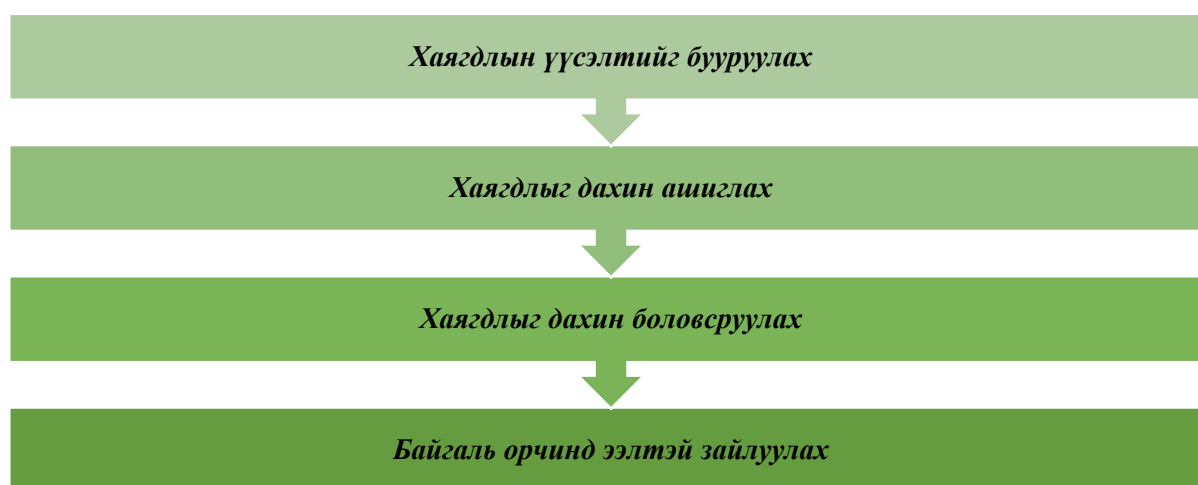 Хаягдлын үүсэлтийг бууруулах
Хаягдлыг дахин ашиглах
Хаягдлыг дахин боловсруулах
Байгаль орчинд ээлтэй зайлуулах